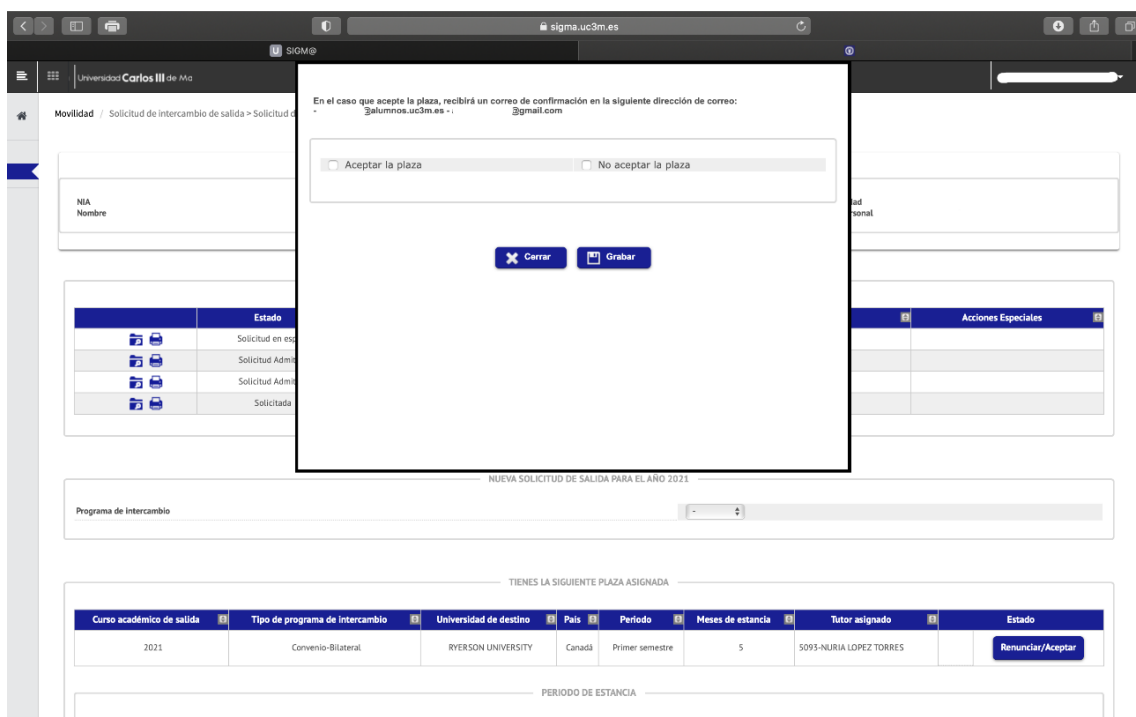 sigma.uc3m.es
U SIGM@
Universidad Carlos III de Ma
Movilidad / Solicitud de intercambio de salida > Solicitud d
En el caso que acepte la plaza, recibirá un correo de confirmación en la siguiente dirección de correo:
- @alumnos.uc3m.es - @gmail.com
Aceptar la plaza No aceptar la plaza
NIA
Nombre
dad
rsonal
Cerrar Grabar
Estado Acciones Especiales
Solicitud en esp
Solicitud Admit
Solicitud Admit
Solicitada
NUEVA SOLICITUD DE SALIDA PARA EL AÑO 2021
Programa de intercambio -
TIENES LA SIGUIENTE PLAZA ASIGNADA
Curso académico de salida Tipo de programa de intercambio Universidad de destino País Periodo Meses de estancia Tutor asignado Estado
2021 Convenio-Bilateral RYERSON UNIVERSITY Canadá Primer semestre 5 5093-NURIA LOPEZ TORRES Renunciar/Aceptar
PERIODO DE ESTANCIA